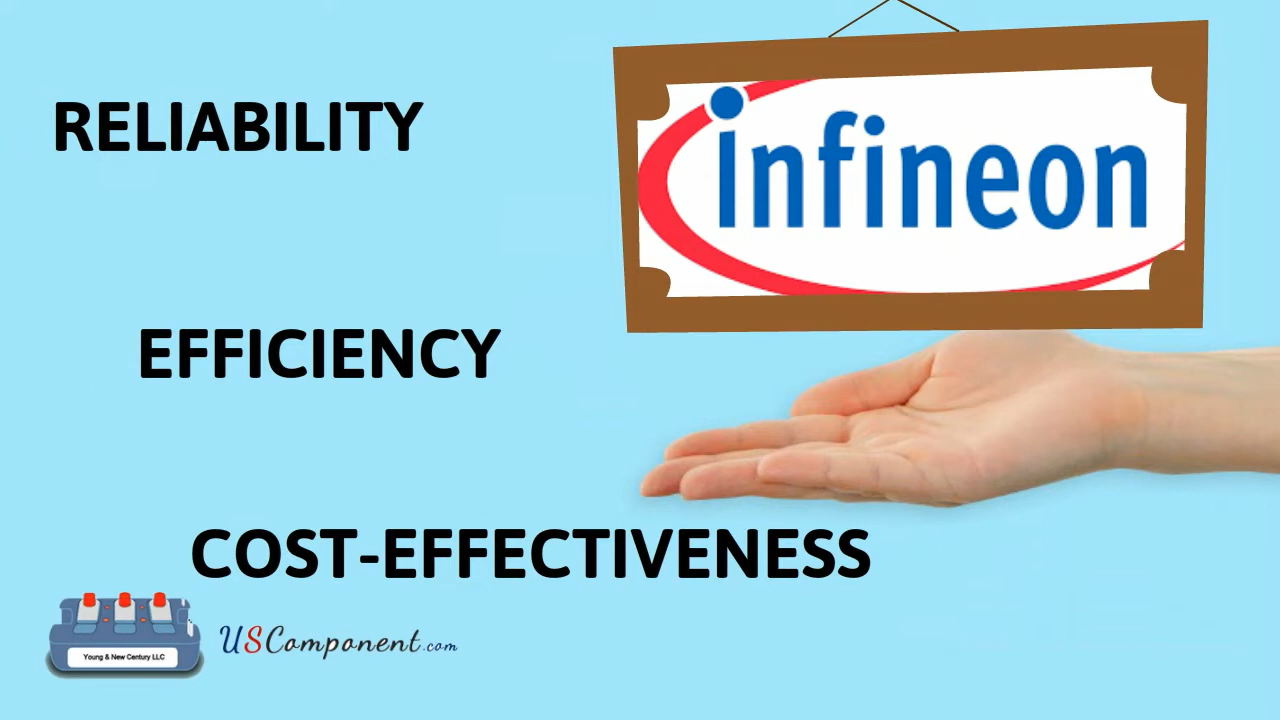 RELIABILITY
infineon
EFFICIENCY
COST-EFFECTIVENESS
Young & New Century LLC
USComponent.com